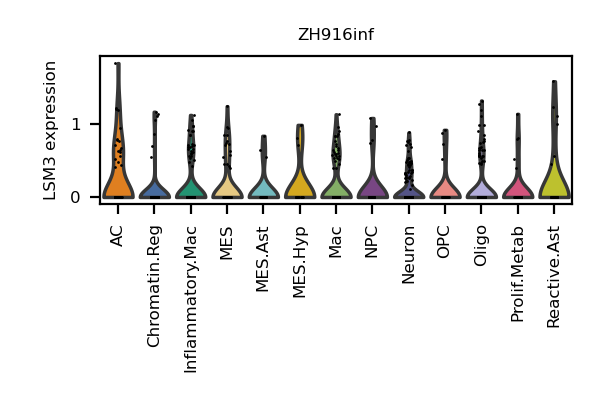 ZH916inf
LSM3 expression
1
0
AC
Chromatin.Reg
Inflammatory.Mac
MES
MES.Ast
MES.Hyp
Mac
NPC
Neuron
OPC
Oligo
Prolif.Metab
Reactive.Ast